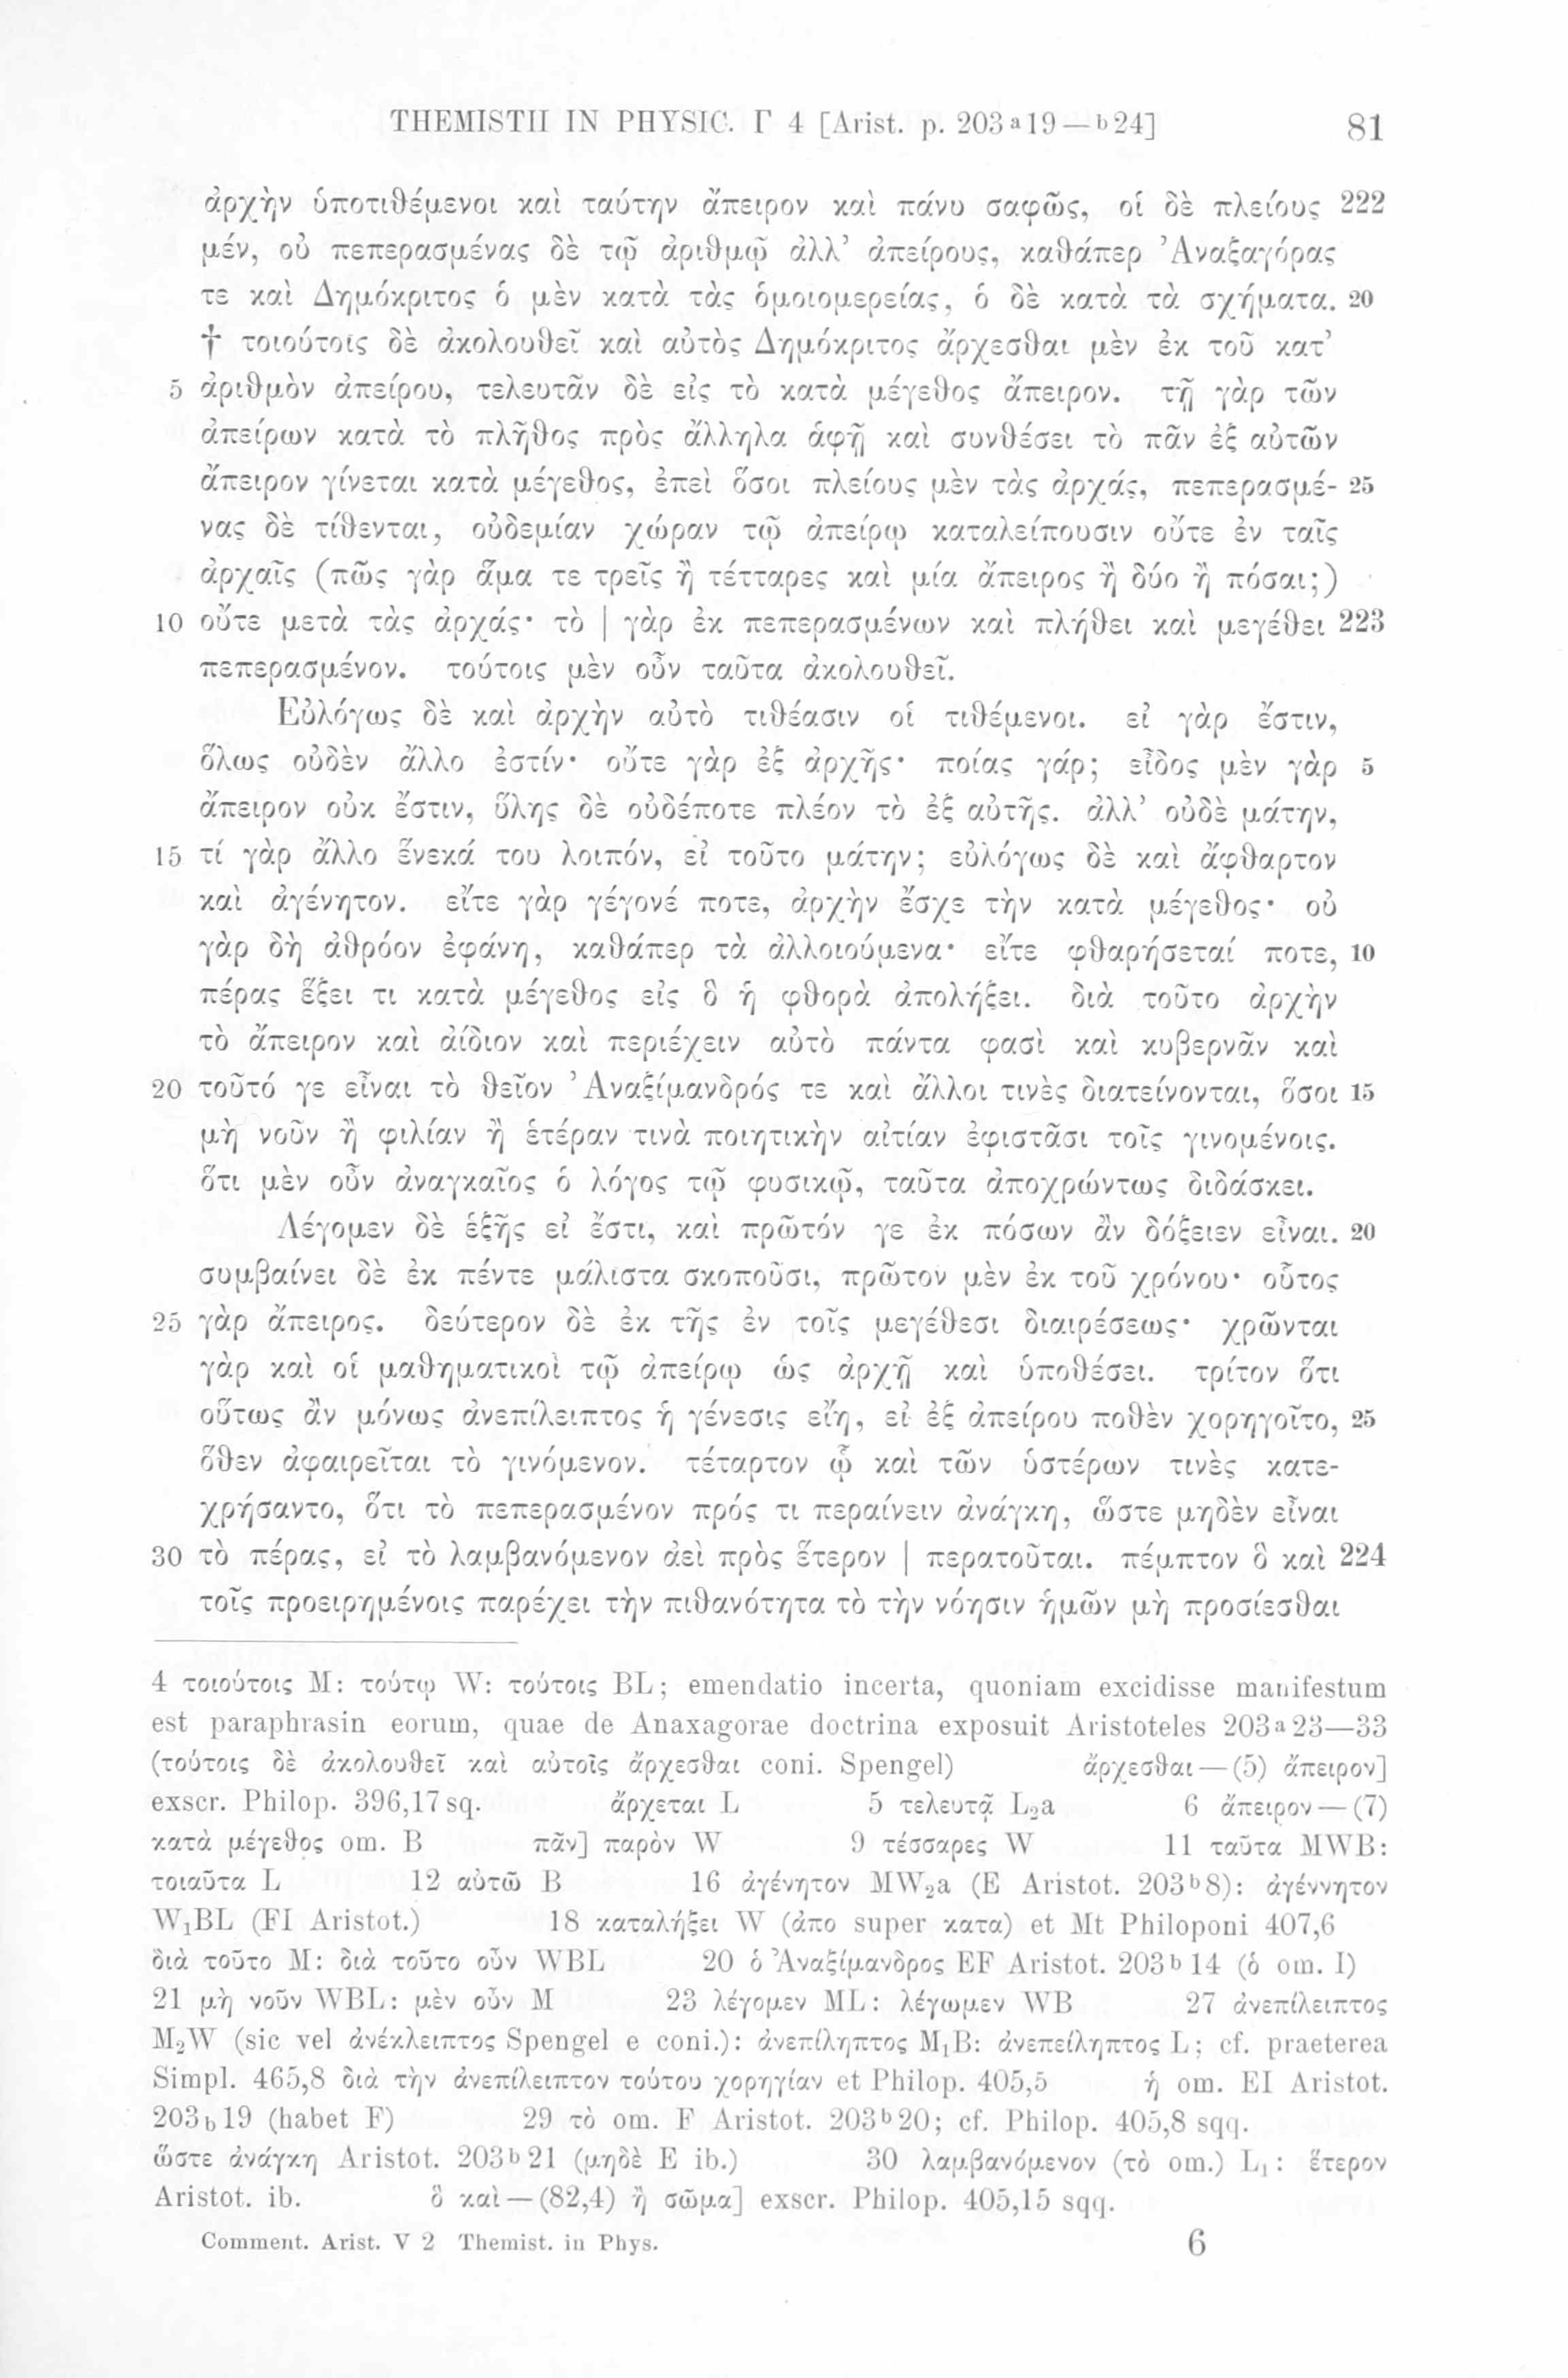 THEMISTII IN PHYSIC. Γ 4 [Arist. p. 203ᵃ19—ᵇ24] 81
ἀρχὴν ὑποτιθέμενοι καὶ ταύτην ἄπειρον καὶ πάνυ σαφῶς, οἱ δὲ πλείους 222
μέν, οὐ πεπερασμένας δὲ τῷ ἀριθμῷ ἀλλ’ ἀπείρους, καθάπερ Ἀναξαγόρας
τε καὶ Δημόκριτος ὁ μὲν κατὰ τὰς ὁμοιομερείας, ὁ δὲ κατὰ τὰ σχήματα. 20
† τοιούτοις δὲ ἀκολουθεῖ καὶ αὐτὸς Δημόκριτος ἄρχεσθαι μὲν ἐκ τοῦ κατ’
5 ἀριθμὸν ἀπείρου, τελευτᾶν δὲ εἰς τὸ κατὰ μέγεθος ἄπειρον. τῇ γὰρ τῶν
ἀπείρων κατὰ τὸ πλῆθος πρὸς ἄλληλα ἁφῇ καὶ συνθέσει τὸ πᾶν ἐξ αὐτῶν
ἄπειρον γίνεται κατὰ μέγεθος, ἐπεὶ ὅσοι πλείους μὲν τὰς ἀρχάς, πεπερασμέ- 25
νας δὲ τίθενται, οὐδεμίαν χώραν τῷ ἀπείρῳ καταλείπουσιν οὔτε ἐν ταῖς
ἀρχαῖς (πῶς γὰρ ἅμα τε τρεῖς ἢ τέτταρες καὶ μία ἄπειρος ἢ δύο ἢ πόσαι;)
10 οὔτε μετὰ τὰς ἀρχάς· τὸ | γὰρ ἐκ πεπερασμένων καὶ πλήθει καὶ μεγέθει 223
πεπερασμένον. τούτοις μὲν οὖν ταῦτα ἀκολουθεῖ.
Εὐλόγως δὲ καὶ ἀρχὴν αὐτὸ τιθέασιν οἱ τιθέμενοι. εἰ γὰρ ἔστιν,
ὅλως οὐδὲν ἄλλο ἐστίν· οὔτε γὰρ ἐξ ἀρχῆς· ποίας γάρ; εἶδος μὲν γὰρ 5
ἄπειρον οὐκ ἔστιν, ὕλης δὲ οὐδέποτε πλέον τὸ ἐξ αὐτῆς. ἀλλ’ οὐδὲ μάτην,
15 τί γὰρ ἄλλο ἕνεκά του λοιπόν, εἰ τοῦτο μάτην; εὐλόγως δὲ καὶ ἄφθαρτον
καὶ ἀγένητον. εἴτε γὰρ γέγονέ ποτε, ἀρχὴν ἔσχε τὴν κατὰ μέγεθος· οὐ
γὰρ δὴ ἀθρόον ἐφάνη, καθάπερ τὰ ἀλλοιούμενα· εἴτε φθαρήσεταί ποτε, 10
πέρας ἕξει τι κατὰ μέγεθος εἰς ὃ ἡ φθορὰ ἀπολήξει. διὰ τοῦτο ἀρχὴν
τὸ ἄπειρον καὶ ἀίδιον καὶ περιέχειν αὐτὸ πάντα φασὶ καὶ κυβερνᾶν καὶ
20 τοῦτό γε εἶναι τὸ θεῖον Ἀναξίμανδρός τε καὶ ἄλλοι τινὲς διατείνονται, ὅσοι 15
μὴ νοῦν ἢ φιλίαν ἢ ἑτέραν τινὰ ποιητικὴν αἰτίαν ἐφιστᾶσι τοῖς γινομένοις.
ὅτι μὲν οὖν ἀναγκαῖος ὁ λόγος τῷ φυσικῷ, ταῦτα ἀποχρώντως διδάσκει.
Λέγομεν δὲ ἑξῆς εἰ ἔστι, καὶ πρῶτόν γε ἐκ πόσων ἂν δόξειεν εἶναι. 20
συμβαίνει δὲ ἐκ πέντε μάλιστα σκοποῦσι, πρῶτον μὲν ἐκ τοῦ χρόνου· οὗτος
25 γὰρ ἄπειρος. δεύτερον δὲ ἐκ τῆς ἐν τοῖς μεγέθεσι διαιρέσεως· χρῶνται
γὰρ καὶ οἱ μαθηματικοὶ τῷ ἀπείρῳ ὡς ἀρχῇ καὶ ὑποθέσει. τρίτον ὅτι
οὕτως ἂν μόνως ἀνεπίλειπτος ἡ γένεσις εἴη, εἰ ἐξ ἀπείρου ποθὲν χορηγοῖτο, 25
ὅθεν ἀφαιρεῖται τὸ γινόμενον. τέταρτον ᾧ καὶ τῶν ὑστέρων τινὲς κατε-
χρήσαντο, ὅτι τὸ πεπερασμένον πρός τι περαίνειν ἀνάγκη, ὥστε μηδὲν εἶναι
30 τὸ πέρας, εἰ τὸ λαμβανόμενον ἀεὶ πρὸς ἕτερον | περατοῦται. πέμπτον ὃ καὶ 224
τοῖς προειρημένοις παρέχει τὴν πιθανότητα τὸ τὴν νόησιν ἡμῶν μὴ προσίεσθαι
4 τοιούτοις M: τούτῳ W: τούτοις BL; emendatio incerta, quoniam excidisse manifestum
est paraphrasin eorum, quae de Anaxagorae doctrina exposuit Aristoteles 203ᵃ23—33
(τούτοις δὲ ἀκολουθεῖ καὶ αὐτοῖς ἄρχεσθαι coni. Spengel) ἄρχεσθαι—(5) ἄπειρον]
exscr. Philop. 396,17 sq. ἄρχεται L 5 τελευτᾷ L₂a 6 ἄπειρον—(7)
κατὰ μέγεθος om. B πᾶν] παρὸν W 9 τέσσαρες W 11 ταῦτα MWB:
τοιαῦτα L 12 αὐτῶ B 16 ἀγένητον MW₂a (E Aristot. 203ᵇ8): ἀγέννητον
W₁BL (FI Aristot.) 18 καταλήξει W (ἀπο super κατα) et Mt Philoponi 407,6
διὰ τοῦτο M: διὰ τοῦτο οὖν WBL 20 ὁ Ἀναξίμανδρος EF Aristot. 203ᵇ14 (ὁ om. I)
21 μὴ νοῦν WBL: μὲν οὖν M 23 λέγομεν ML: λέγωμεν WB 27 ἀνεπίλειπτος
M₂W (sic vel ἀνέκλειπτος Spengel e coni.): ἀνεπίληπτος M₁B: ἀνεπείληπτος L; cf. praeterea
Simpl. 465,8 διὰ τὴν ἀνεπίλειπτον τούτου χορηγίαν et Philop. 405,5 ἡ om. EI Aristot.
203ᵇ19 (habet F) 29 τὸ om. F Aristot. 203ᵇ20; cf. Philop. 405,8 sqq.
ὥστε ἀνάγκη Aristot. 203ᵇ21 (μηδὲ E ib.) 30 λαμβανόμενον (τὸ om.) L₁: ἕτερον
Aristot. ib. ὃ καὶ—(82,4) ἢ σῶμα] exscr. Philop. 405,15 sqq.
Comment. Arist. V 2 Themist. in Phys. 6